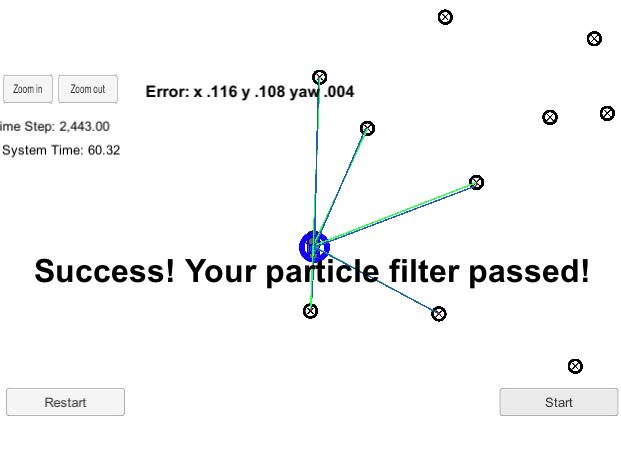 Zoom in Zoom out Error: x .116 y .108 yaw .004
ime Step: 2,443.00
System Time: 60.32
Success! Your particle filter passed!
Restart Start